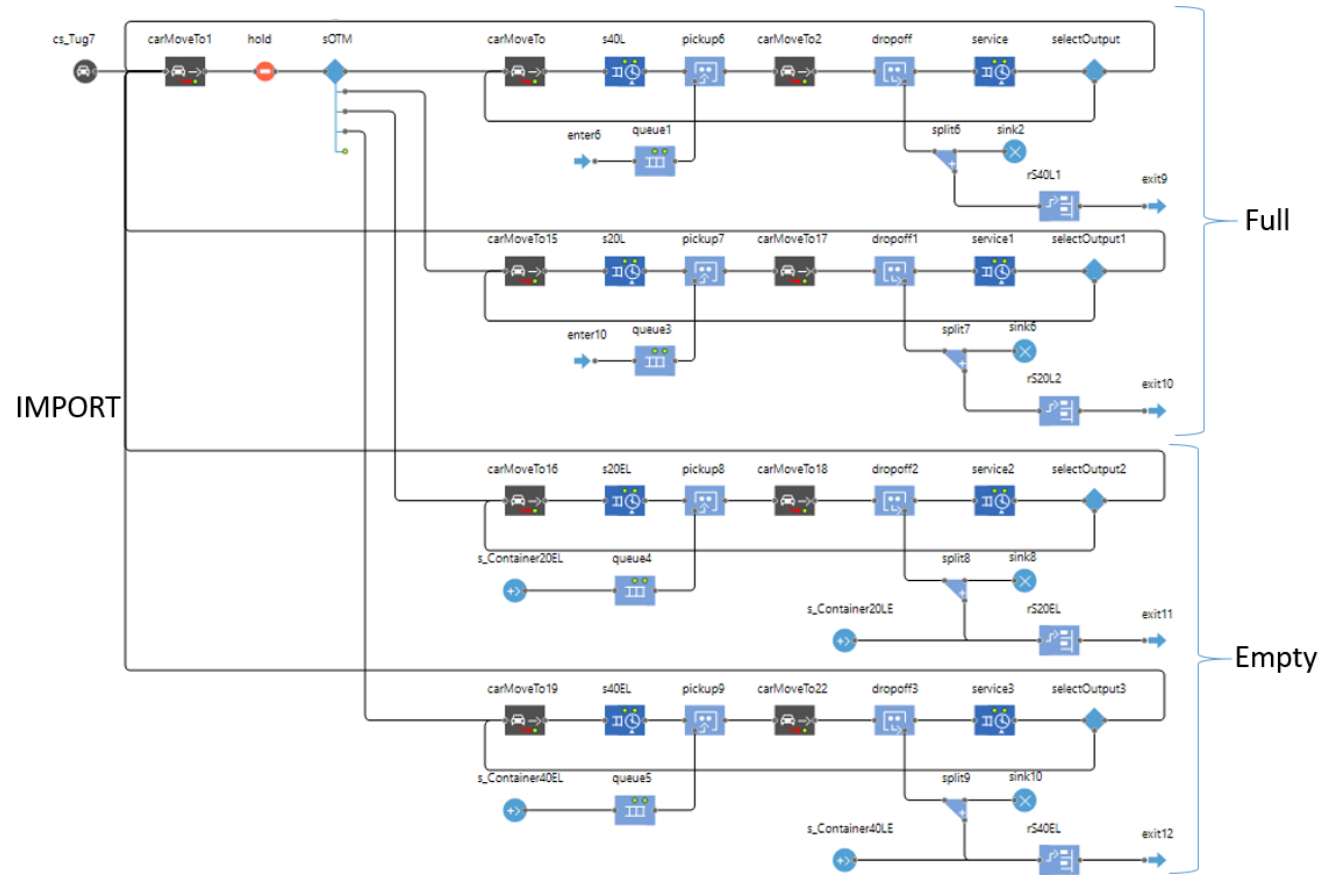 cs_Tug7 carMoveTo1 hold sOTM carMoveTo s40L pickup6 carMoveTo2 dropoff service selectOutput
enter6 queue1 split6 sink2
rS40L1 exit9
Full
carMoveTo15 s20L pickup7 carMoveTo17 dropoff1 service1 selectOutput1
enter10 queue3 split7 sink6
rS20L2 exit10
IMPORT
carMoveTo16 s20EL pickup8 carMoveTo18 dropoff2 service2 selectOutput2
s_Container20EL queue4 split8 sink8
s_Container20LE rS20EL exit11
Empty
carMoveTo19 s40EL pickup9 carMoveTo22 dropoff3 service3 selectOutput3
s_Container40EL queue5 split9 sink10
s_Container40LE rS40EL exit12